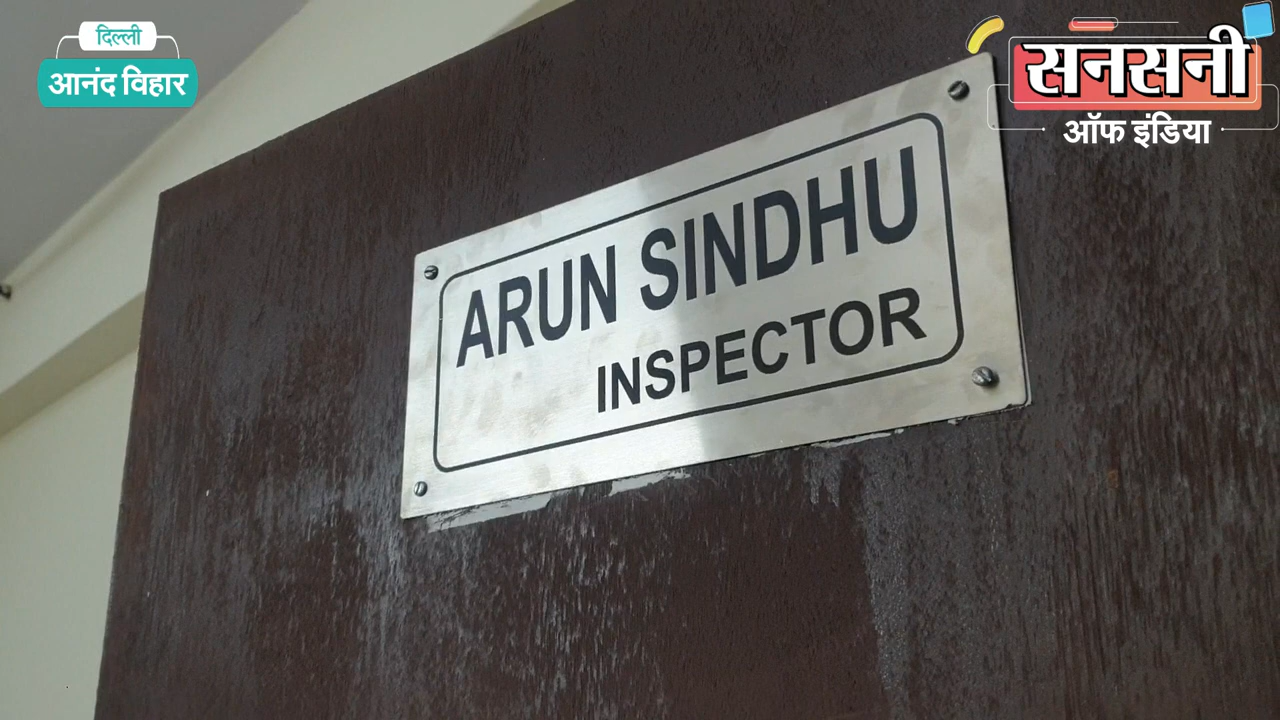 दिल्ली
आनंद विहार
सनसनी
ऑफ इंडिया
ARUN SINDHU
INSPECTOR